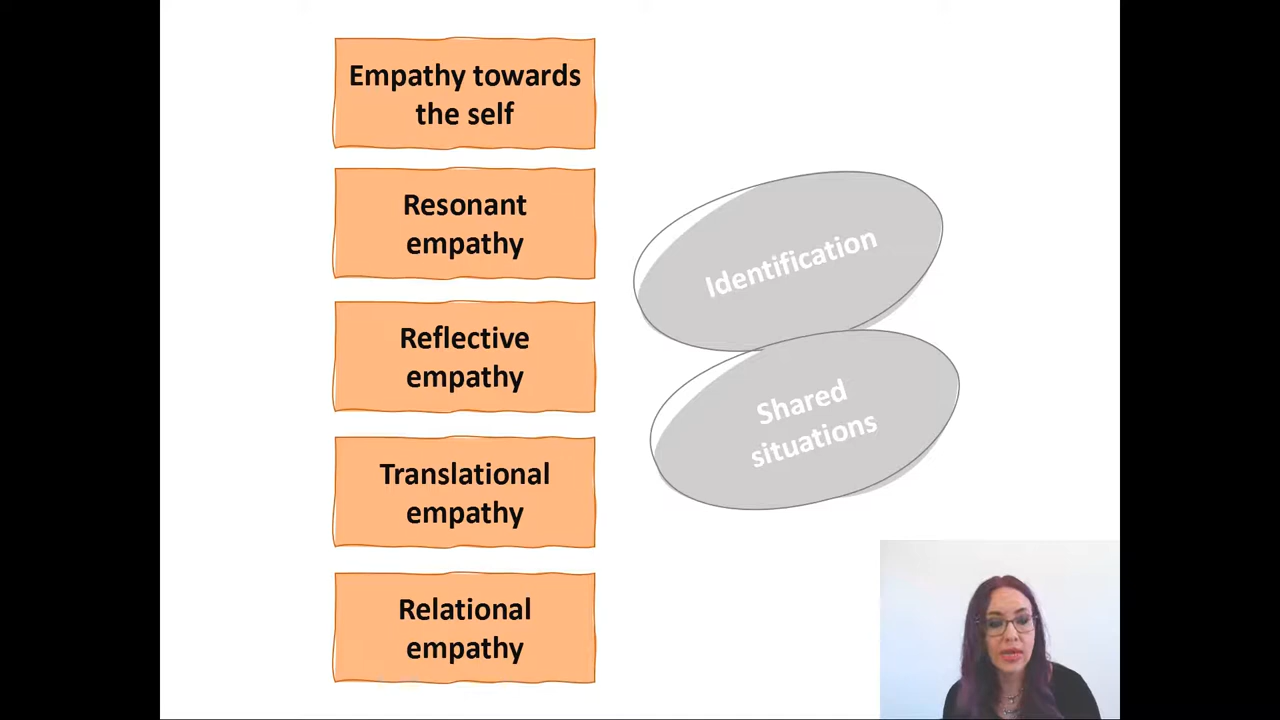 Empathy towards
the self
Resonant
empathy
Reflective
empathy
Translational
empathy
Relational
empathy
Identification
Shared
situations